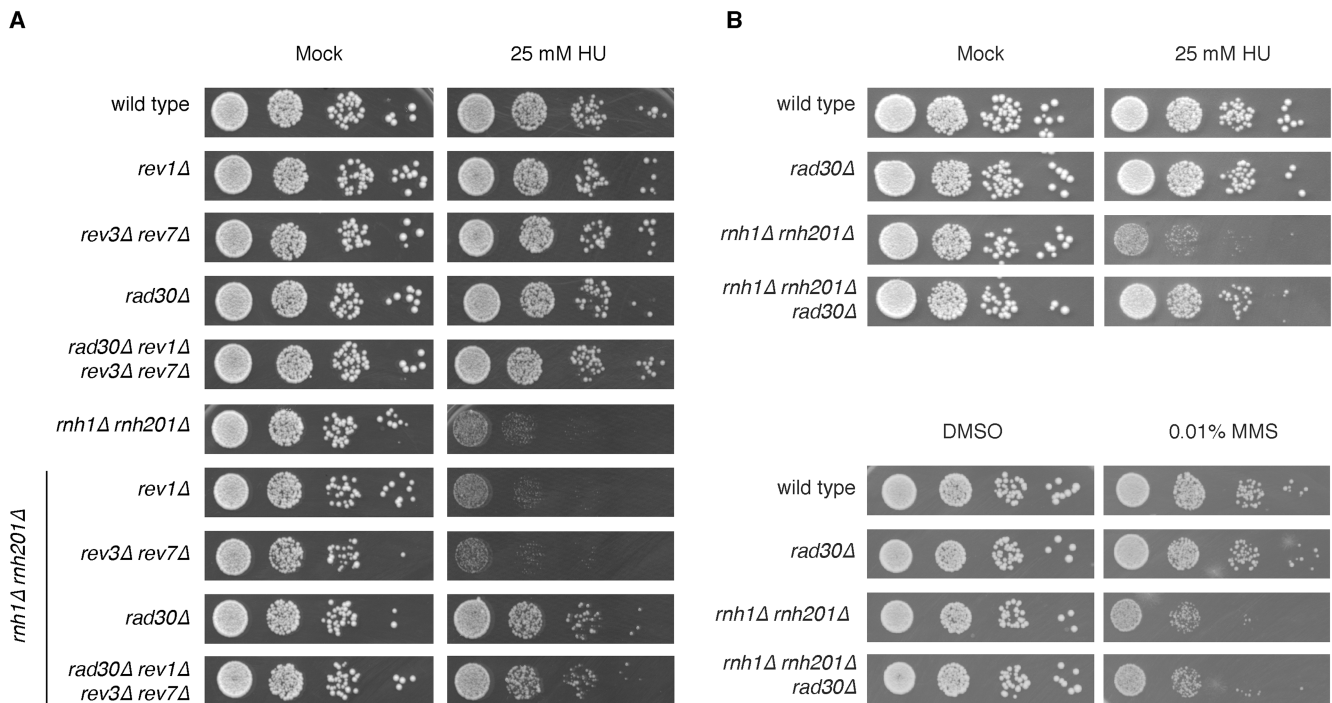 A
Mock
25 mM HU
wild type
rev1Δ
rev3Δ rev7Δ
rad30Δ
rad30Δ rev1Δ
rev3Δ rev7Δ
rnh1Δ rnh201Δ
rnh1Δ rnh201Δ
rev1Δ
rev3Δ rev7Δ
rad30Δ
rad30Δ rev1Δ
rev3Δ rev7Δ
B
Mock
25 mM HU
wild type
rad30Δ
rnh1Δ rnh201Δ
rnh1Δ rnh201Δ
rad30Δ
DMSO
0.01% MMS
wild type
rad30Δ
rnh1Δ rnh201Δ
rnh1Δ rnh201Δ
rad30Δ